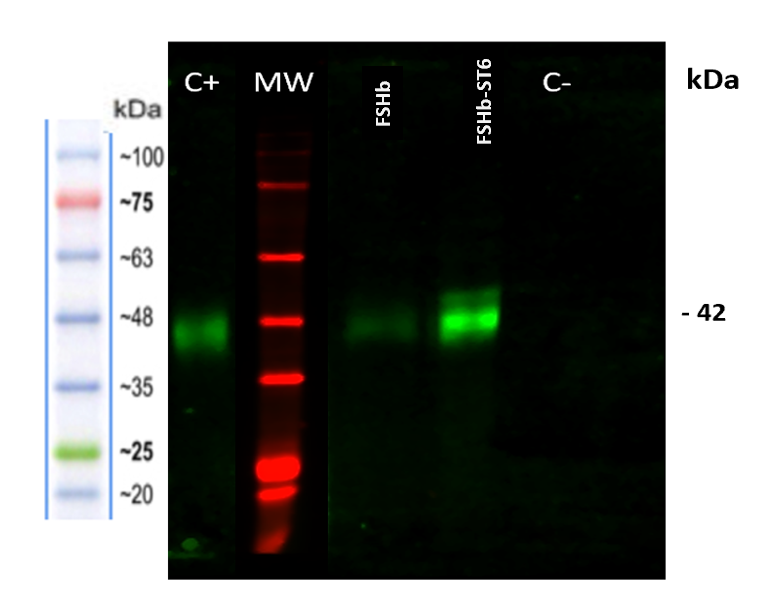 C+
MW
FSHb
FSHb-ST6
C-
kDa
kDa
~100
~75
~63
~48
~35
~25
~20
- 42